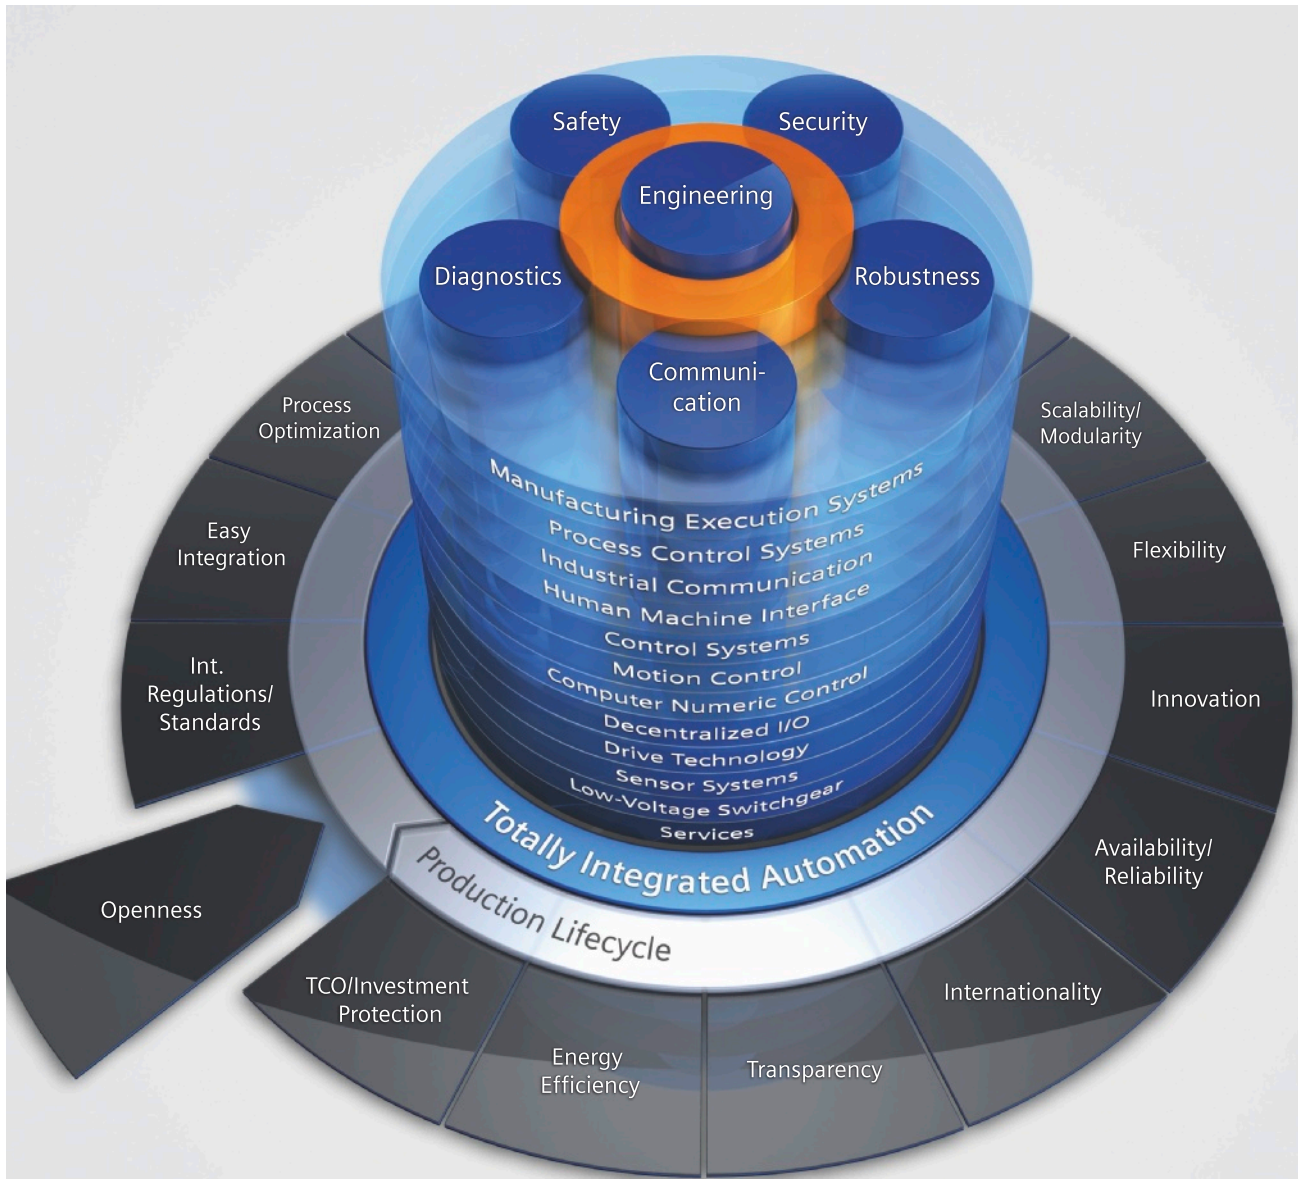 Safety
Security
Engineering
Diagnostics
Robustness
Communi-
cation
Manufacturing Execution Systems
Process Control Systems
Industrial Communication
Human Machine Interface
Control Systems
Motion Control
Computer Numeric Control
Decentralized I/O
Drive Technology
Sensor Systems
Low-Voltage Switchgear
Services
Totally Integrated Automation
Production Lifecycle
Process
Optimization
Easy
Integration
Int.
Regulations/
Standards
Openness
TCO/Investment
Protection
Energy
Efficiency
Transparency
Internationality
Availability/
Reliability
Innovation
Flexibility
Scalability/
Modularity